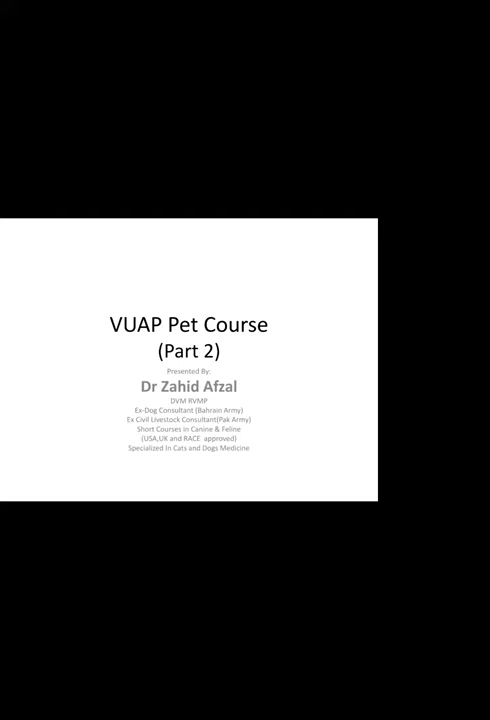 VUAP Pet Course
(Part 2)
Presented By:
Dr Zahid Afzal
DVM RVMP
Ex-Dog Consultant (Bahrain Army)
Ex Civil Livestock Consultant(Pak Army)
Short Courses in Canine & Feline
(USA,UK and RACE approved)
Specialized In Cats and Dogs Medicine